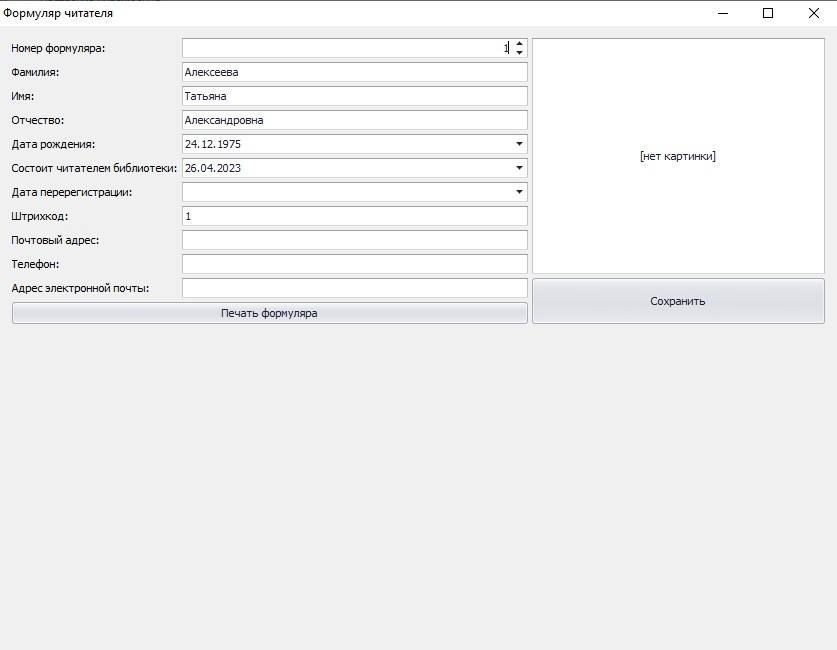 Формуляр читателя
Номер формуляра: 1
Фамилия: Алексеева
Имя: Татьяна
Отчество: Александровна
Дата рождения: 24.12.1975
Состоит читателем библиотеки: 26.04.2023
Дата перерегистрации:
Штрихкод: 1
Почтовый адрес:
Телефон:
Адрес электронной почты:
Печать формуляра
[нет картинки]
Сохранить